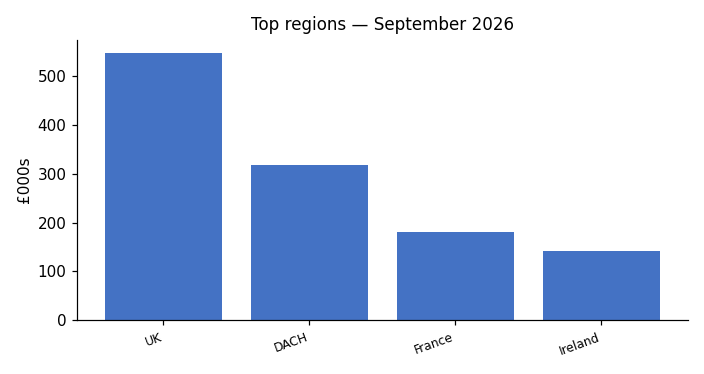 Top regions — September 2026
£000s
500
400
300
200
100
0
UK
DACH
France
Ireland